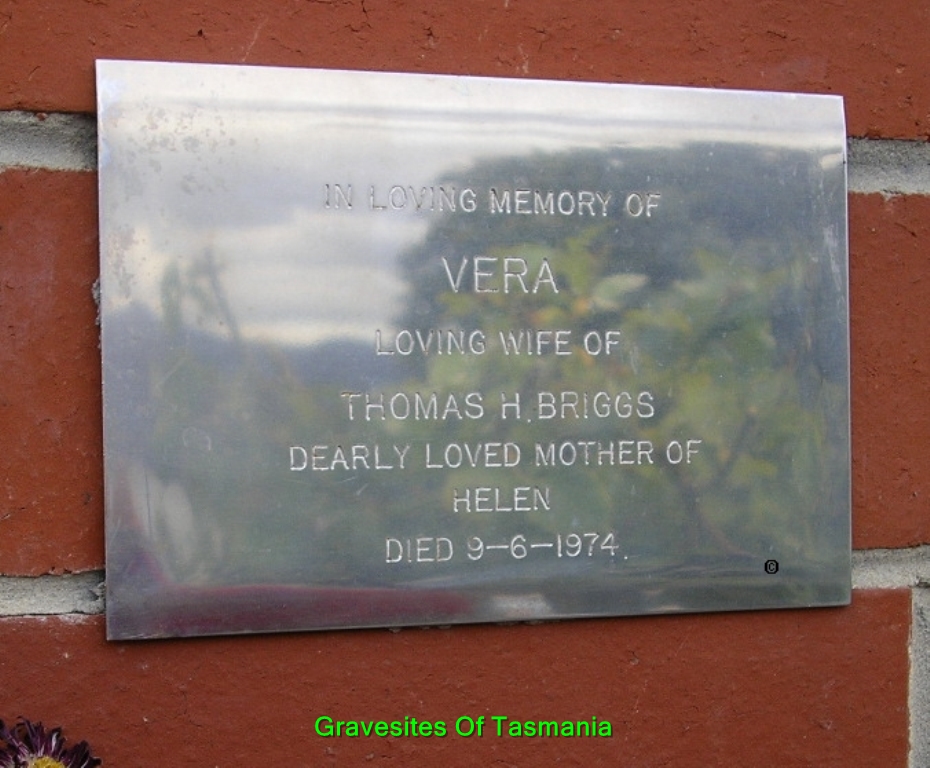 IN LOVING MEMORY OF
VERA
LOVING WIFE OF
THOMAS H. BRIGGS
DEARLY LOVED MOTHER OF
HELEN
DIED 9-6-1974.
©
Gravesites Of Tasmania